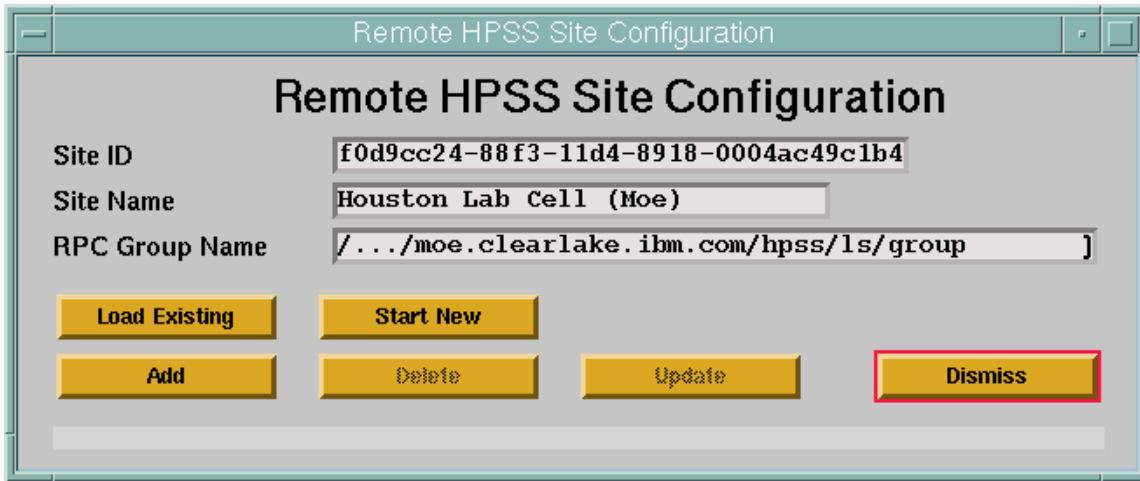 Remote HPSS Site Configuration
Remote HPSS Site Configuration
Site ID f0d9cc24-88f3-11d4-8918-0004ac49c1b4
Site Name Houston Lab Cell (Moe)
RPC Group Name /.../moe.clearlake.ibm.com/hpss/ls/group ]
Load Existing Start New
Add Delete Update Dismiss